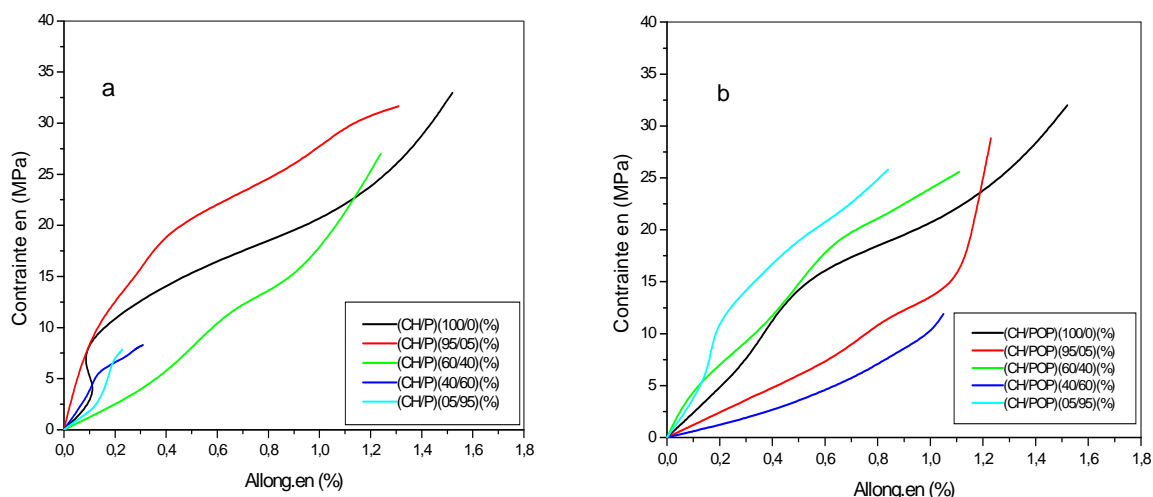 a
40
35
30
25
20
15
10
5
0
Contrainte en (MPa)
0,0 0,2 0,4 0,6 0,8 1,0 1,2 1,4 1,6 1,8
Allong.en (%)
(CH/P)(100/0)(%)
(CH/P)(95/05)(%)
(CH/P)(60/40)(%)
(CH/P)(40/60)(%)
(CH/P)(05/95)(%)
b
40
35
30
25
20
15
10
5
0
Contrainte en (MPa)
0,0 0,2 0,4 0,6 0,8 1,0 1,2 1,4 1,6 1,8
Allong.en (%)
(CH/POP)(100/0)(%)
(CH/POP)(95/05)(%)
(CH/POP)(60/40)(%)
(CH/POP)(40/60)(%)
(CH/POP)(05/95)(%)